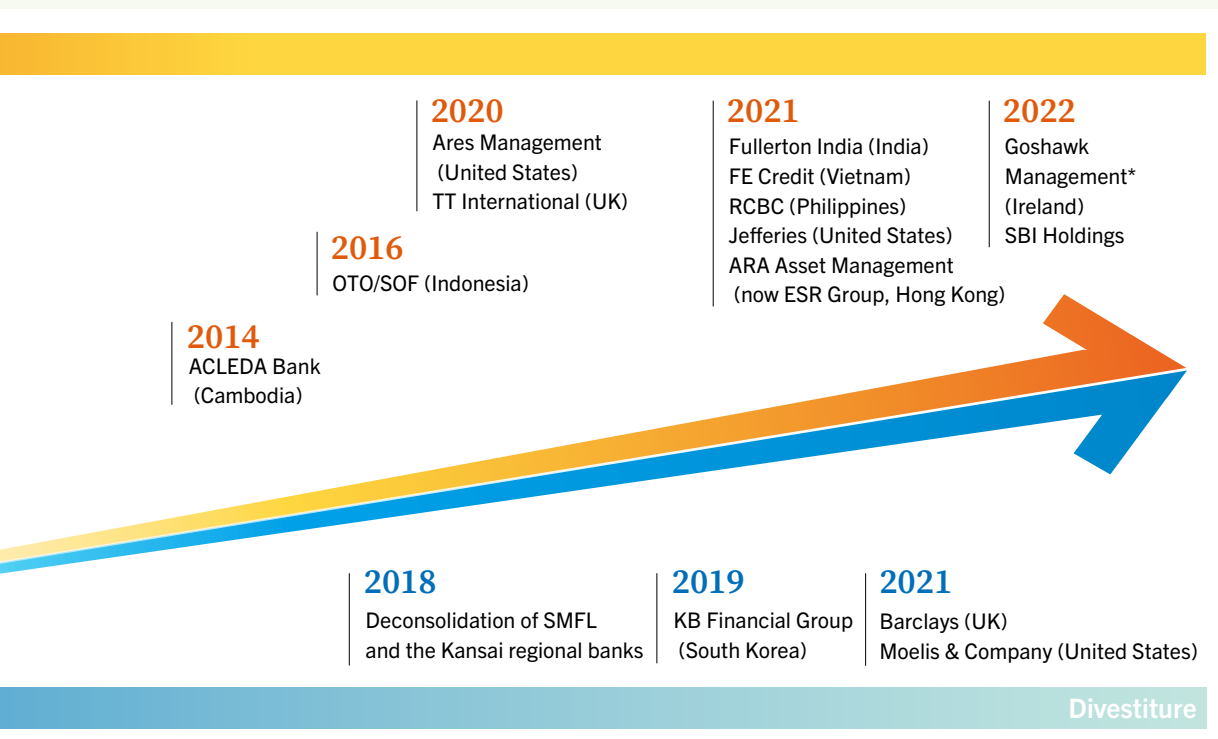 2020
Ares Management
(United States)
TT International (UK)
2021
Fullerton India (India)
FE Credit (Vietnam)
RCBC (Philippines)
Jefferies (United States)
ARA Asset Management
(now ESR Group, Hong Kong)
2022
Goshawk
Management*
(Ireland)
SBI Holdings
2016
OTO/SOF (Indonesia)
2014
ACLEDA Bank
(Cambodia)
2018
Deconsolidation of SMFL
and the Kansai regional banks
2019
KB Financial Group
(South Korea)
2021
Barclays (UK)
Moelis & Company (United States)
Divestiture